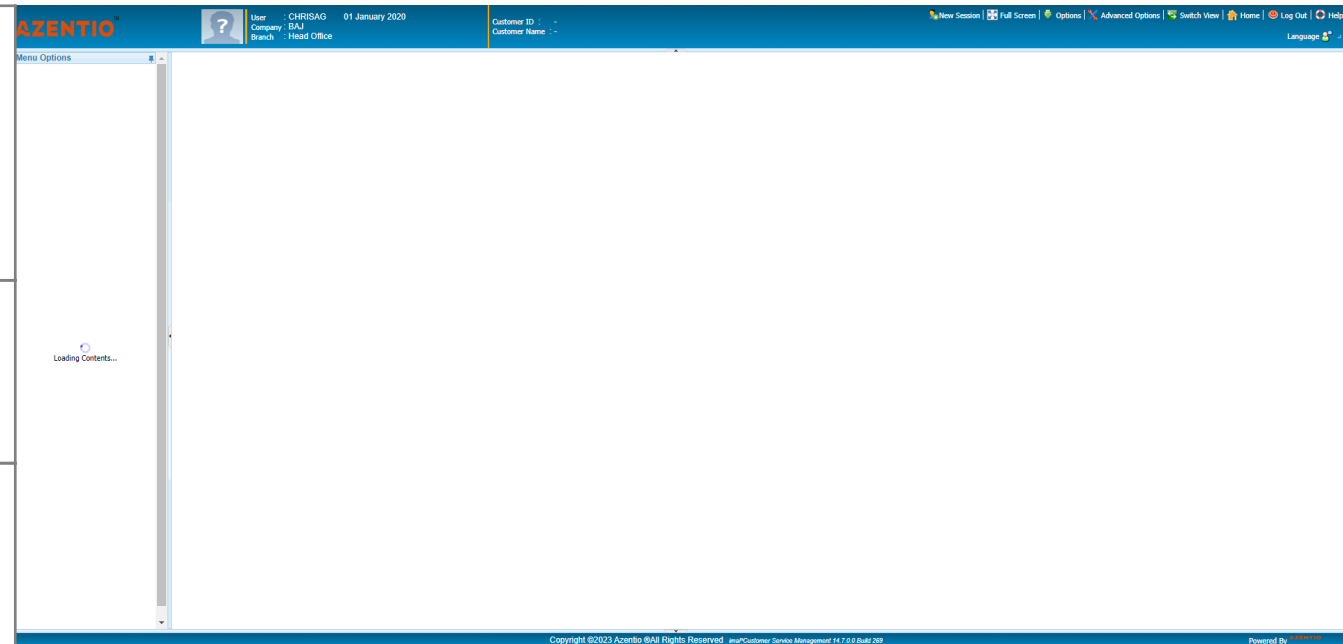 AZENTIO™
User : CHRISAG 01 January 2020
Company : BAJ
Branch : Head Office
Customer ID : -
Customer Name : -
New Session | Full Screen | Options | Advanced Options | Switch View | Home | Log Out | Help
Language
Menu Options
?
Loading Contents...
Copyright ©2023 Azentio ®All Rights Reserved imal®Customer Service Management 14.7.0.0 Build 269
Powered By AZENTIO